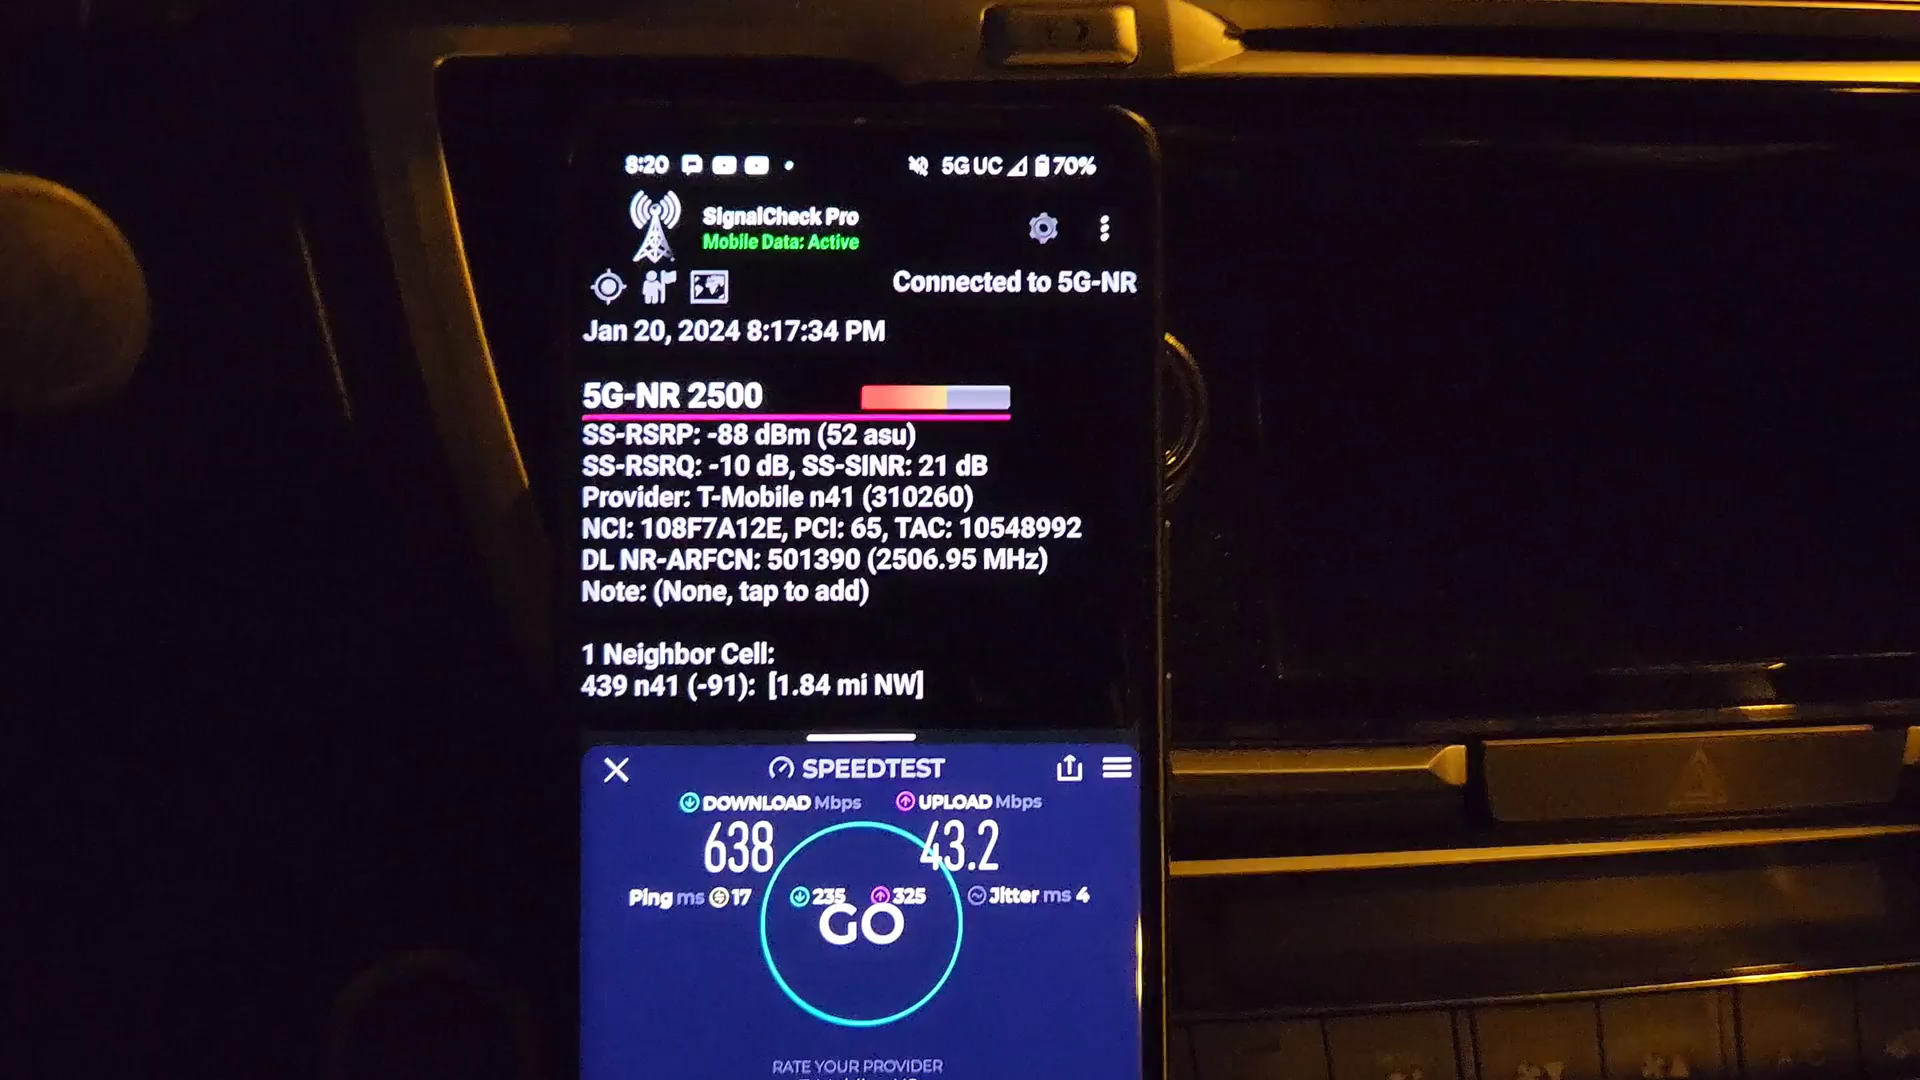 8:20 5G UC 70%
SignalCheck Pro
Mobile Data: Active
Connected to 5G-NR
Jan 20, 2024 8:17:34 PM
5G-NR 2500
SS-RSRP: -88 dBm (52 asu)
SS-RSRQ: -10 dB, SS-SINR: 21 dB
Provider: T-Mobile n41 (310260)
NCI: 108F7A12E, PCI: 65, TAC: 10548992
DL NR-ARFCN: 501390 (2506.95 MHz)
Note: (None, tap to add)
1 Neighbor Cell:
439 n41 (-91): [1.84 mi NW]
SPEEDTEST
DOWNLOAD Mbps UPLOAD Mbps
638 43.2
Ping ms 17 235 325 Jitter ms 4
GO
RATE YOUR PROVIDER